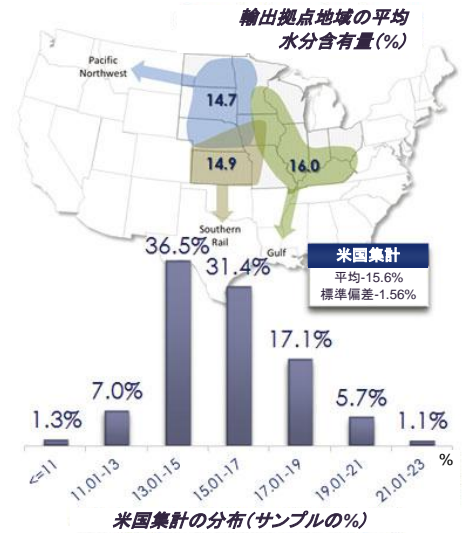 輸出拠点地域の平均
水分含有量(%)
Pacific
Northwest
14.7
14.9
16.0
Southern
Rail
Gulf
米国集計
平均-15.6%
標準偏差-1.56%
1.3%
7.0%
36.5%
31.4%
17.1%
5.7%
1.1%
<=11
11.01-13
13.01-15
15.01-17
17.01-19
19.01-21
21.01-23
%
米国集計の分布(サンプルの%)